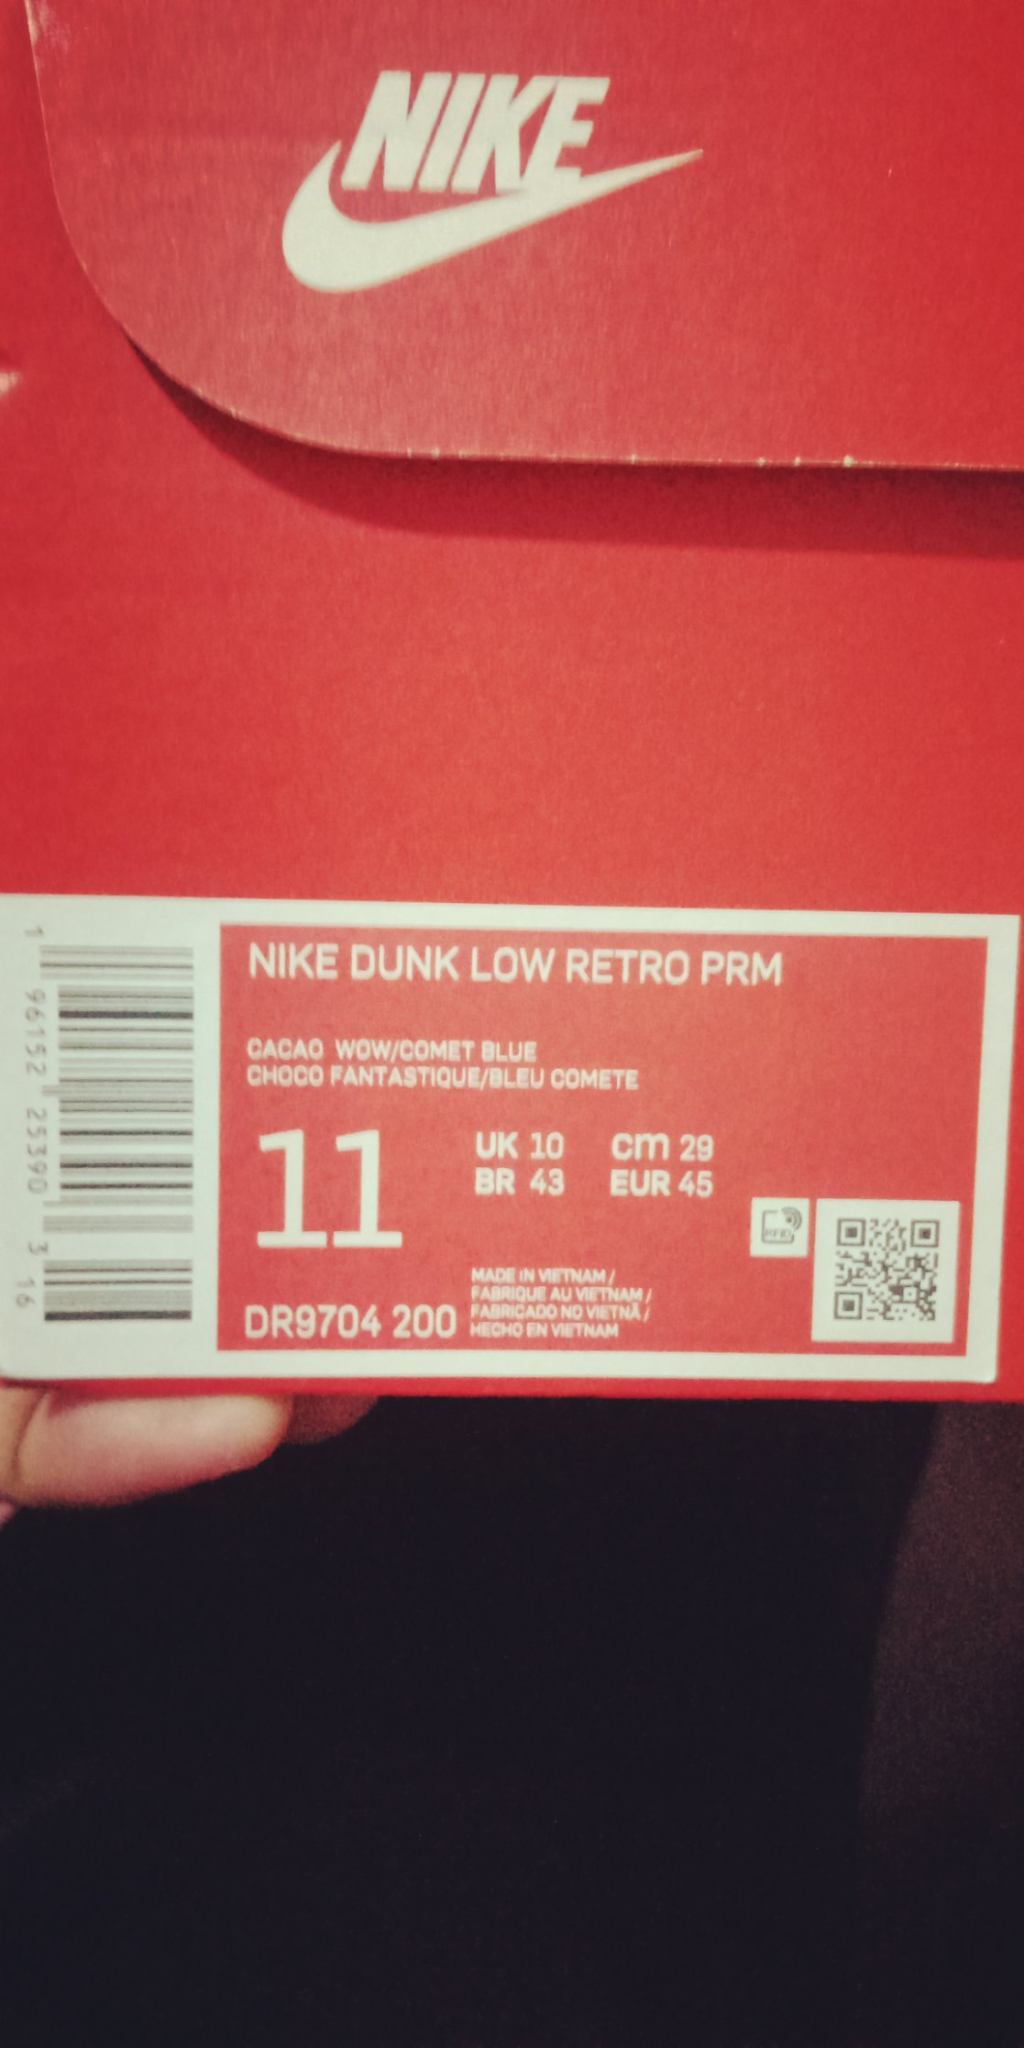 NIKE
NIKE DUNK LOW RETRO PRM
CACAO WOW/COMET BLUE
CHOCO FANTASTIQUE/BLEU COMETE
11
UK 10 cm 29
BR 43 EUR 45
RFID
DR9704 200
MADE IN VIETNAM /
FABRIQUE AU VIETNAM /
FABRICADO NO VIETNÃ /
HECHO EN VIETNAM
1 96152 25390 3 16